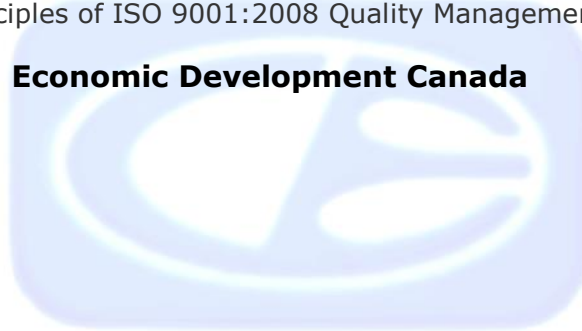 ciples of ISO 9001:2008 Quality Managemen
Economic Development Canada